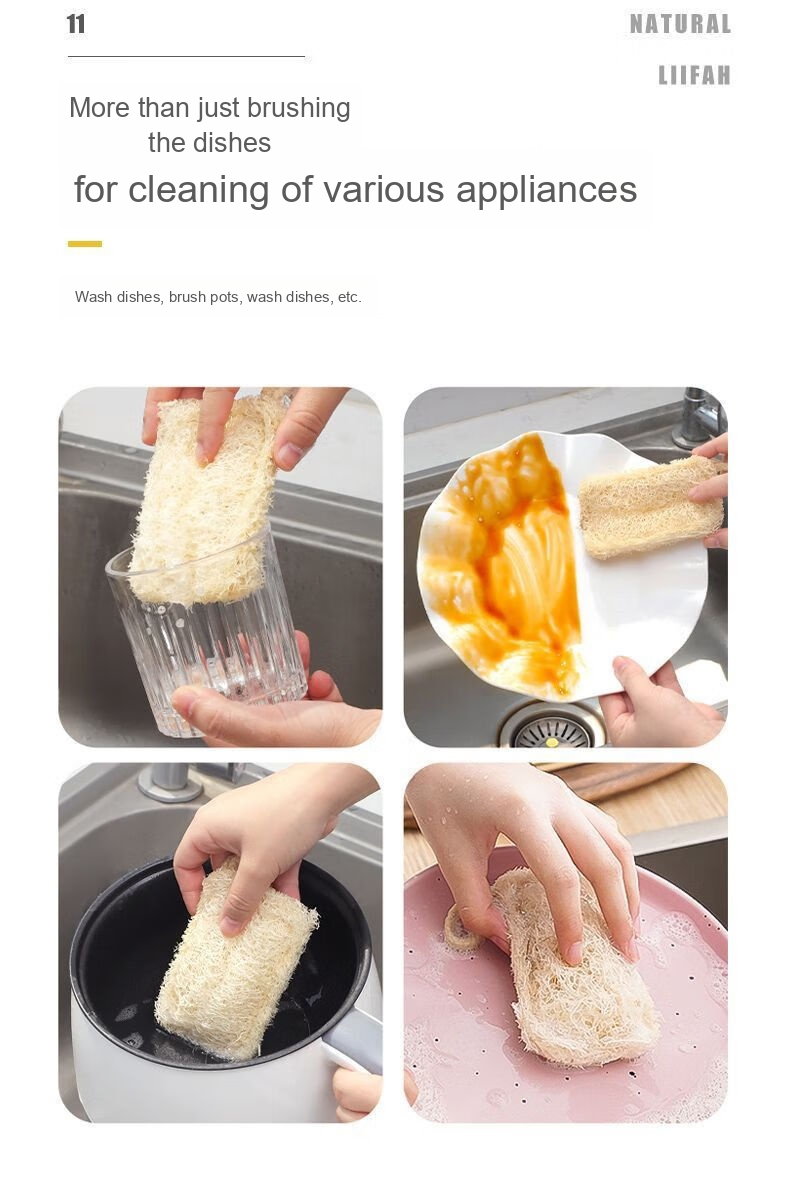 11
NATURAL
LIIFAH
More than just brushing
the dishes
for cleaning of various appliances
Wash dishes, brush pots, wash dishes, etc.